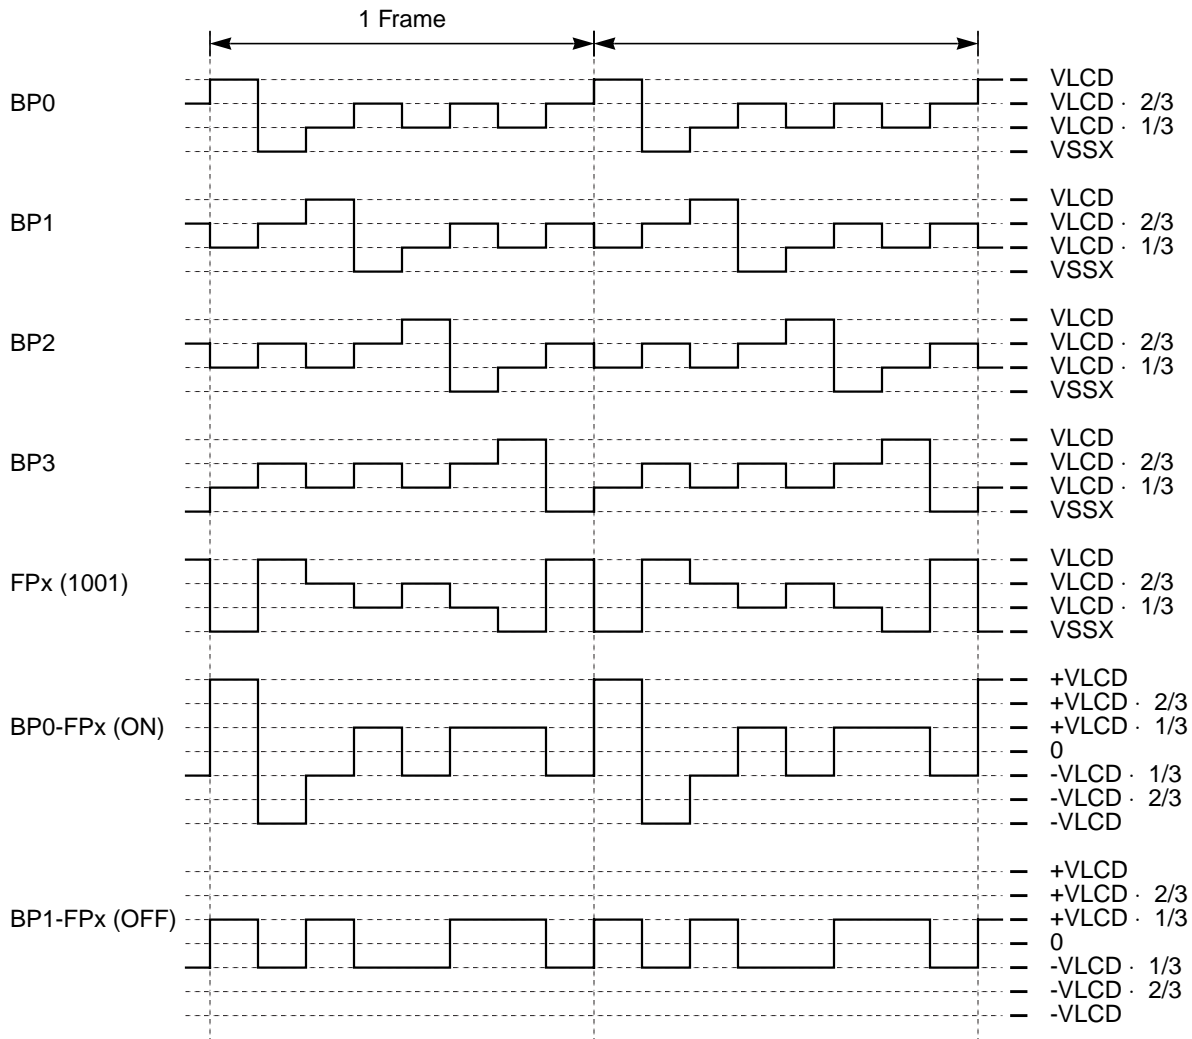 1 Frame
BP0
VLCD
VLCD · 2/3
VLCD · 1/3
VSSX
BP1
VLCD
VLCD · 2/3
VLCD · 1/3
VSSX
BP2
VLCD
VLCD · 2/3
VLCD · 1/3
VSSX
BP3
VLCD
VLCD · 2/3
VLCD · 1/3
VSSX
FPx (1001)
VLCD
VLCD · 2/3
VLCD · 1/3
VSSX
BP0-FPx (ON)
+VLCD
+VLCD · 2/3
+VLCD · 1/3
0
-VLCD · 1/3
-VLCD · 2/3
-VLCD
BP1-FPx (OFF)
+VLCD
+VLCD · 2/3
+VLCD · 1/3
0
-VLCD · 1/3
-VLCD · 2/3
-VLCD